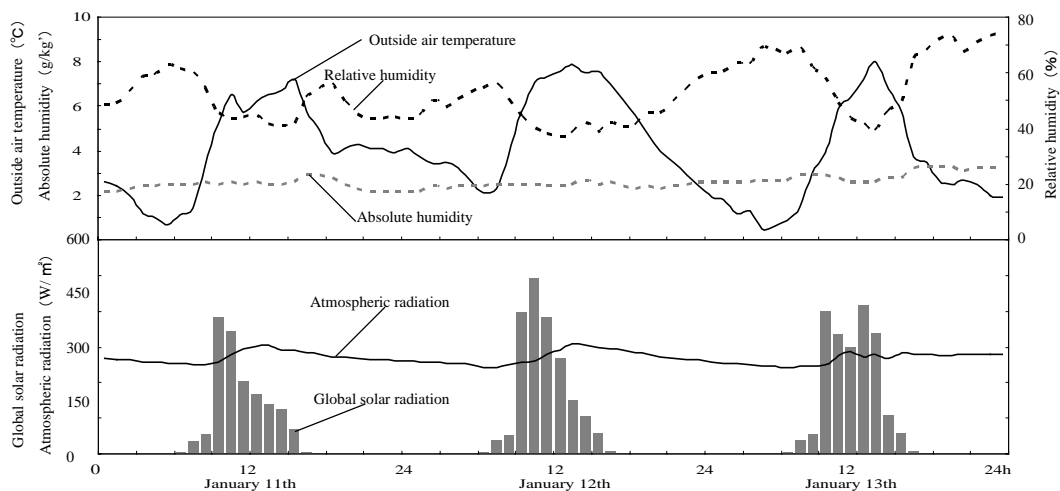 Outside air temperature (℃)
Absolute humidity (g/kg')
10
8
6
4
2
600
80
60
40
20
0
Relative humidity (%)
Outside air temperature
Relative humidity
Absolute humidity
Global solar radiation
Atmospheric radiation (W/㎡)
450
300
150
0
Atmospheric radiation
Global solar radiation
0 12 24 12 24 12 24h
January 11th January 12th January 13th